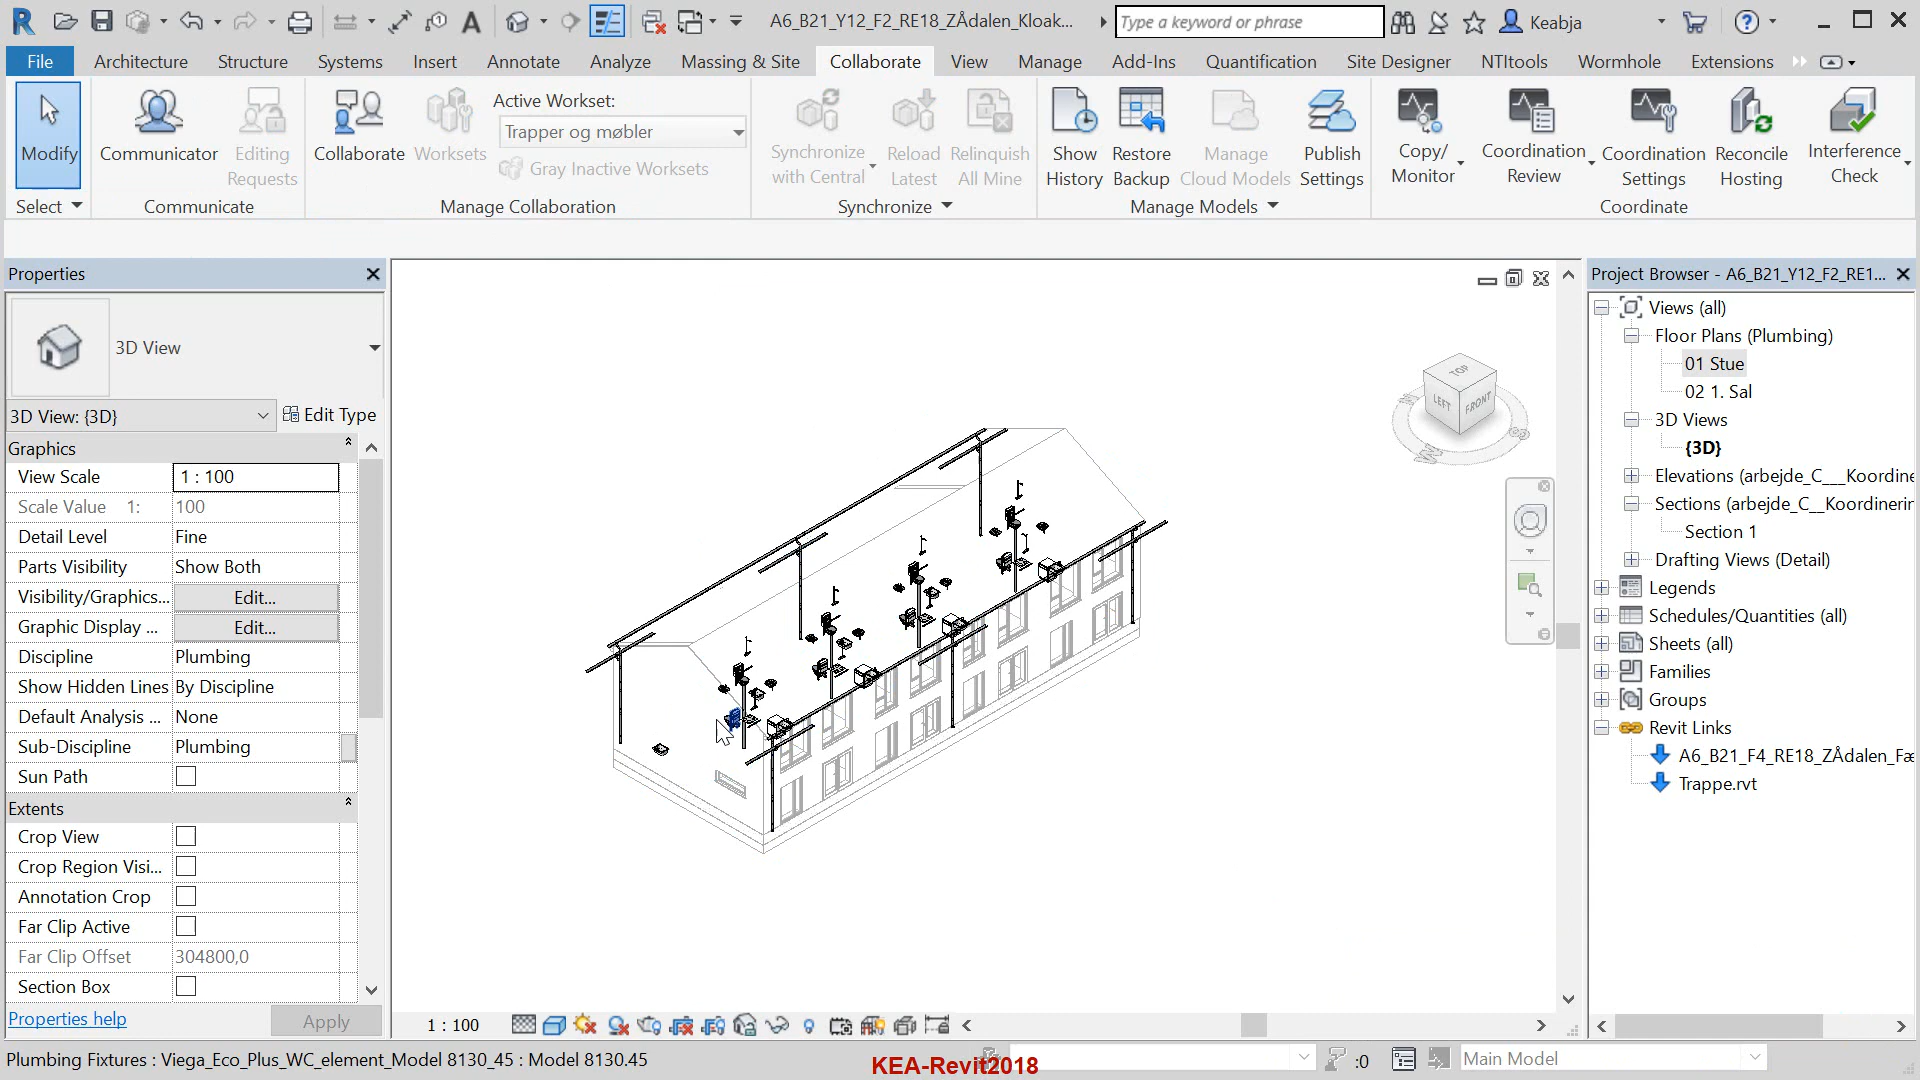 A6_B21_Y12_F2_RE18_ZÅdalen_Kloak...
Type a keyword or phrase
Keabja
File
Architecture
Structure
Systems
Insert
Annotate
Analyze
Massing & Site
Collaborate
View
Manage
Add-Ins
Quantification
Site Designer
NTItools
Wormhole
Extensions
Modify
Select
Communicator
Editing
Requests
Communicate
Collaborate
Worksets
Active Workset:
Trapper og møbler
Gray Inactive Worksets
Manage Collaboration
Synchronize
with Central
Reload
Latest
Relinquish
All Mine
Synchronize
Show
History
Restore
Backup
Manage
Cloud Models
Publish
Settings
Manage Models
Copy/
Monitor
Coordination
Review
Coordination
Settings
Reconcile
Hosting
Interference
Check
Coordinate
Properties
3D View
3D View: {3D}
Edit Type
Graphics
View Scale 1 : 100
Scale Value 1: 100
Detail Level Fine
Parts Visibility Show Both
Visibility/Graphics... Edit...
Graphic Display ... Edit...
Discipline Plumbing
Show Hidden Lines By Discipline
Default Analysis ... None
Sub-Discipline Plumbing
Sun Path
Extents
Crop View
Crop Region Visi...
Annotation Crop
Far Clip Active
Far Clip Offset 304800,0
Section Box
Properties help
Apply
TOP
LEFT
FRONT
W
1 : 100
Project Browser - A6_B21_Y12_F2_RE1...
Views (all)
Floor Plans (Plumbing)
01 Stue
02 1. Sal
3D Views
{3D}
Elevations (arbejde_C___Koordine
Sections (arbejde_C__Koordinerin
Section 1
Drafting Views (Detail)
Legends
Schedules/Quantities (all)
Sheets (all)
Families
Groups
Revit Links
A6_B21_F4_RE18_ZÅdalen_Fæ
Trappe.rvt
Plumbing Fixtures : Viega_Eco_Plus_WC_element_Model 8130_45 : Model 8130.45
KEA-Revit2018
:0
Main Model